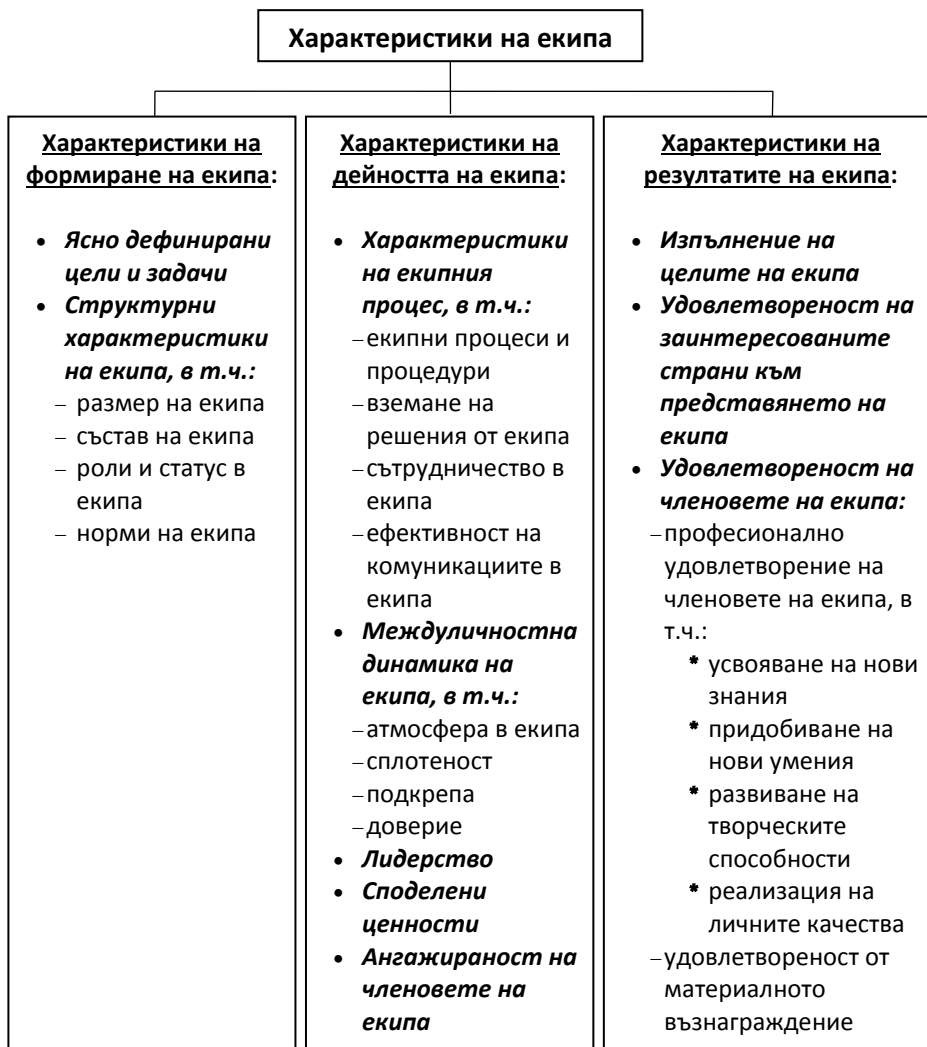 Характеристики на екипа
Характеристики на
формиране на екипа:
• Ясно дефинирани
цели и задачи
• Структурни
характеристики
на екипа, в т.ч.:
– размер на екипа
– състав на екипа
– роли и статус в
екипа
– норми на екипа
Характеристики на
дейността на екипа:
• Характеристики
на екипния
процес, в т.ч.:
–екипни процеси и
процедури
–вземане на
решения от екипа
–сътрудничество в
екипа
–ефективност на
комуникациите в
екипа
• Междуличностна
динамика на
екипа, в т.ч.:
–атмосфера в екипа
–сплотеност
–подкрепа
–доверие
• Лидерство
• Споделени
ценности
• Ангажираност на
членовете на
екипа
Характеристики на
резултатите на екипа:
• Изпълнение на
целите на екипа
• Удовлетвореност на
заинтересованите
страни към
представянето на
екипа
• Удовлетвореност на
членовете на екипа:
–професионално
удовлетворение на
членовете на екипа, в
т.ч.:
* усвояване на нови
знания
* придобиване на
нови умения
* развиване на
творческите
способности
* реализация на
личните качества
–удовлетвореност от
материалното
възнаграждение